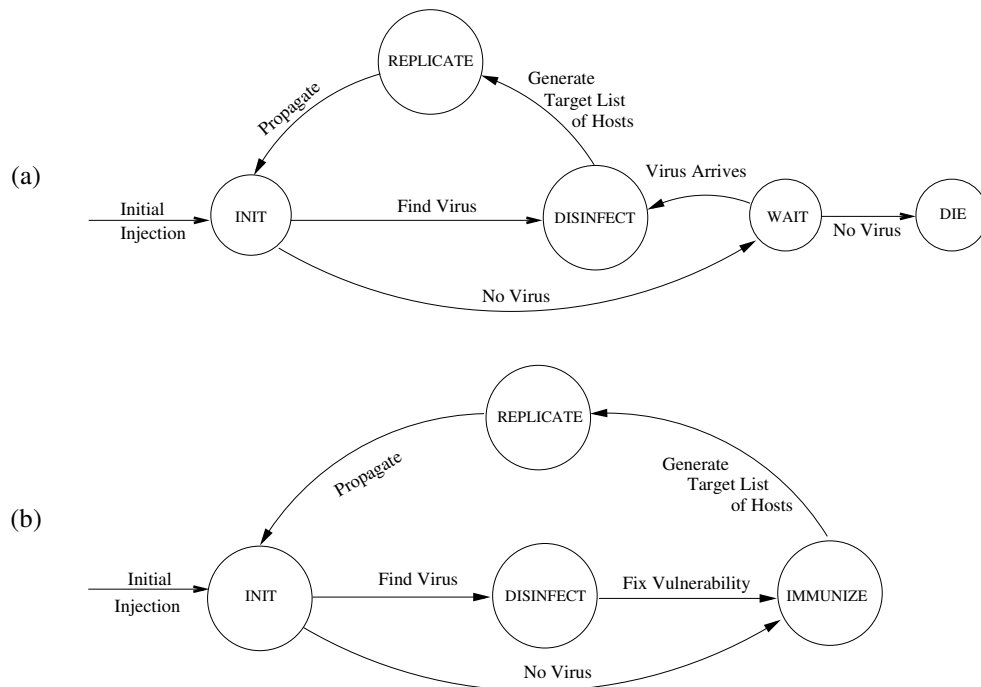 REPLICATE
Generate
Target List
of Hosts
Propagate
(a)
Virus Arrives
Initial
Injection
INIT
Find Virus
DISINFECT
WAIT
No Virus
DIE
No Virus
REPLICATE
Generate
Target List
of Hosts
Propagate
(b)
Initial
Injection
INIT
Find Virus
DISINFECT
Fix Vulnerability
IMMUNIZE
No Virus